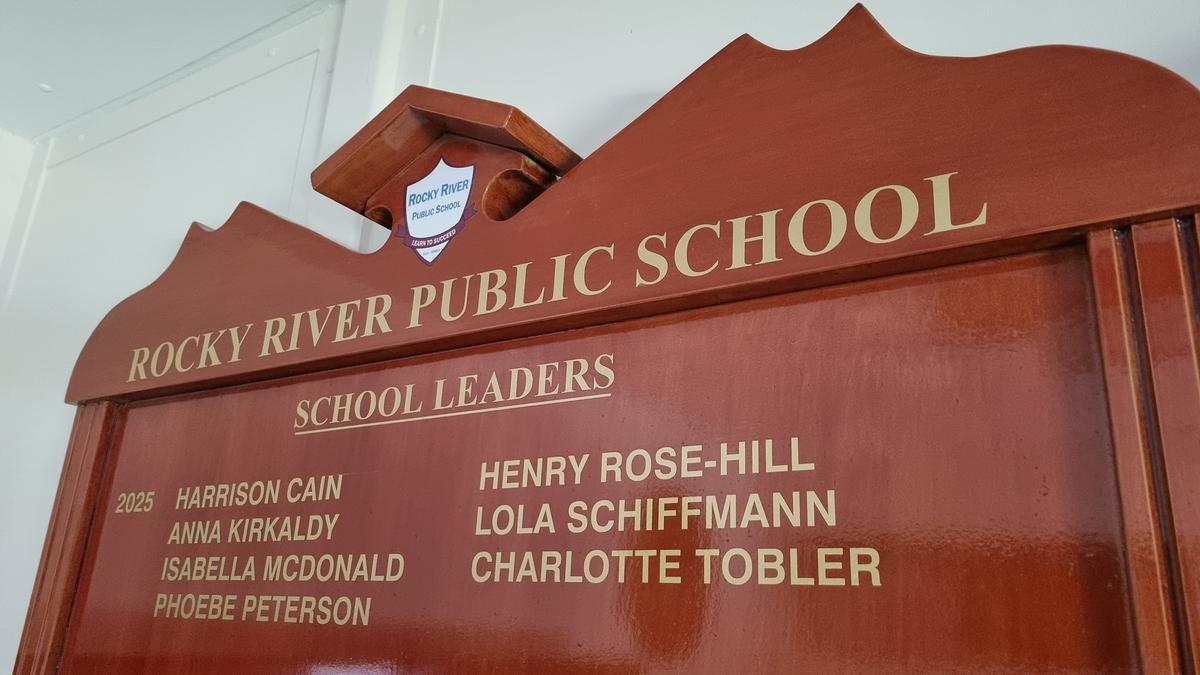 ROCKY RIVER
PUBLIC SCHOOL
LEARN TO SUCCEED
ROCKY RIVER PUBLIC SCHOOL
SCHOOL LEADERS
2025 HARRISON CAIN
ANNA KIRKALDY
ISABELLA MCDONALD
PHOEBE PETERSON
HENRY ROSE-HILL
LOLA SCHIFFMANN
CHARLOTTE TOBLER